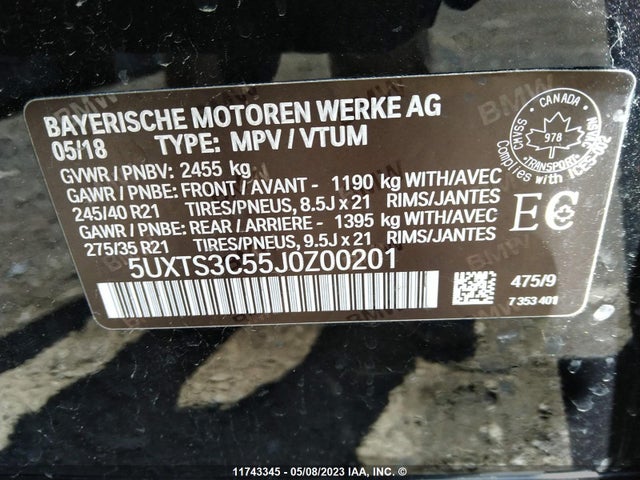 BAYERISCHE MOTOREN WERKE AG
05/18 TYPE: MPV / VTUM
GVWR / PNBV: 2455 kg
GAWR / PNBE: FRONT / AVANT - 1190 kg WITH/AVEC
245/40 R21 TIRES/PNEUS, 8.5J x 21 RIMS/JANTES
GAWR / PNBE: REAR / ARRIERE - 1395 kg WITH/AVEC
275/35 R21 TIRES/PNEUS, 9.5J x 21 RIMS/JANTES
5UXTS3C55J0Z00201
CANADA
978
TRANSPORT
Complies with
EC
475/9
7 353 401
BMW
11743345 - 05/08/2023 IAA, INC. ©